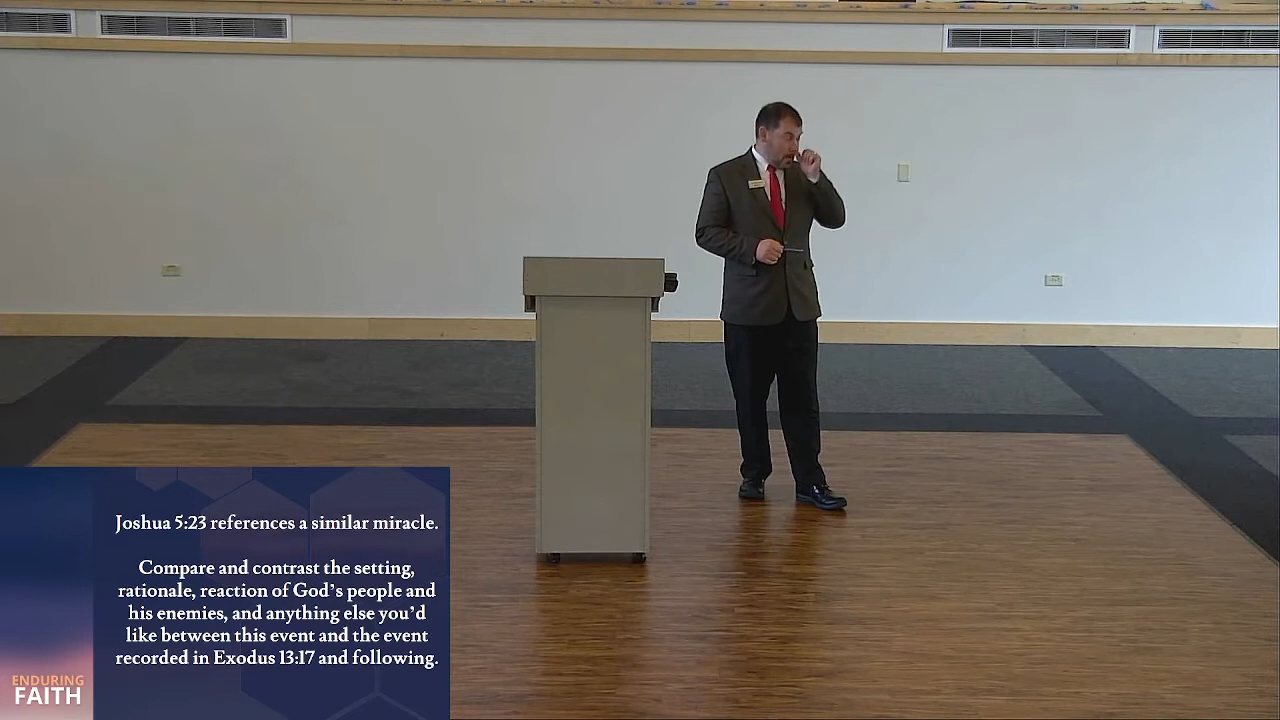 Joshua 5:23 references a similar miracle.
Compare and contrast the setting,
rationale, reaction of God's people and
his enemies, and anything else you'd
like between this event and the event
recorded in Exodus 13:17 and following.
ENDURING
FAITH